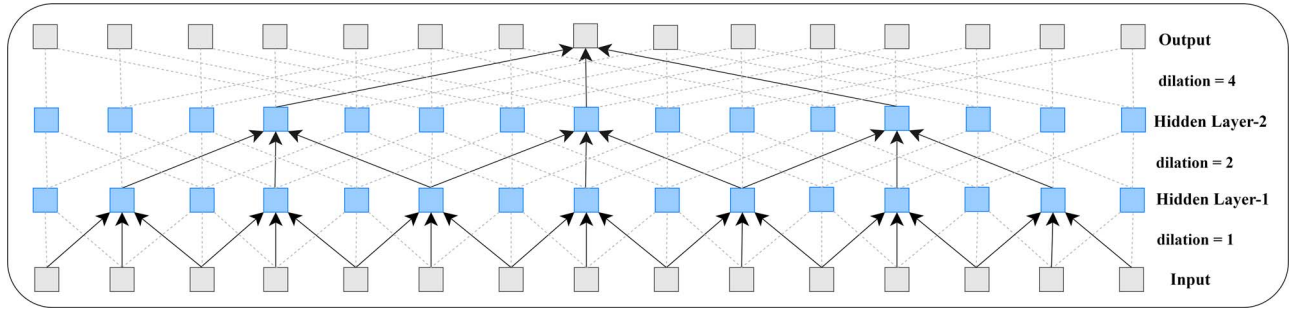 Output
dilation = 4
Hidden Layer-2
dilation = 2
Hidden Layer-1
dilation = 1
Input